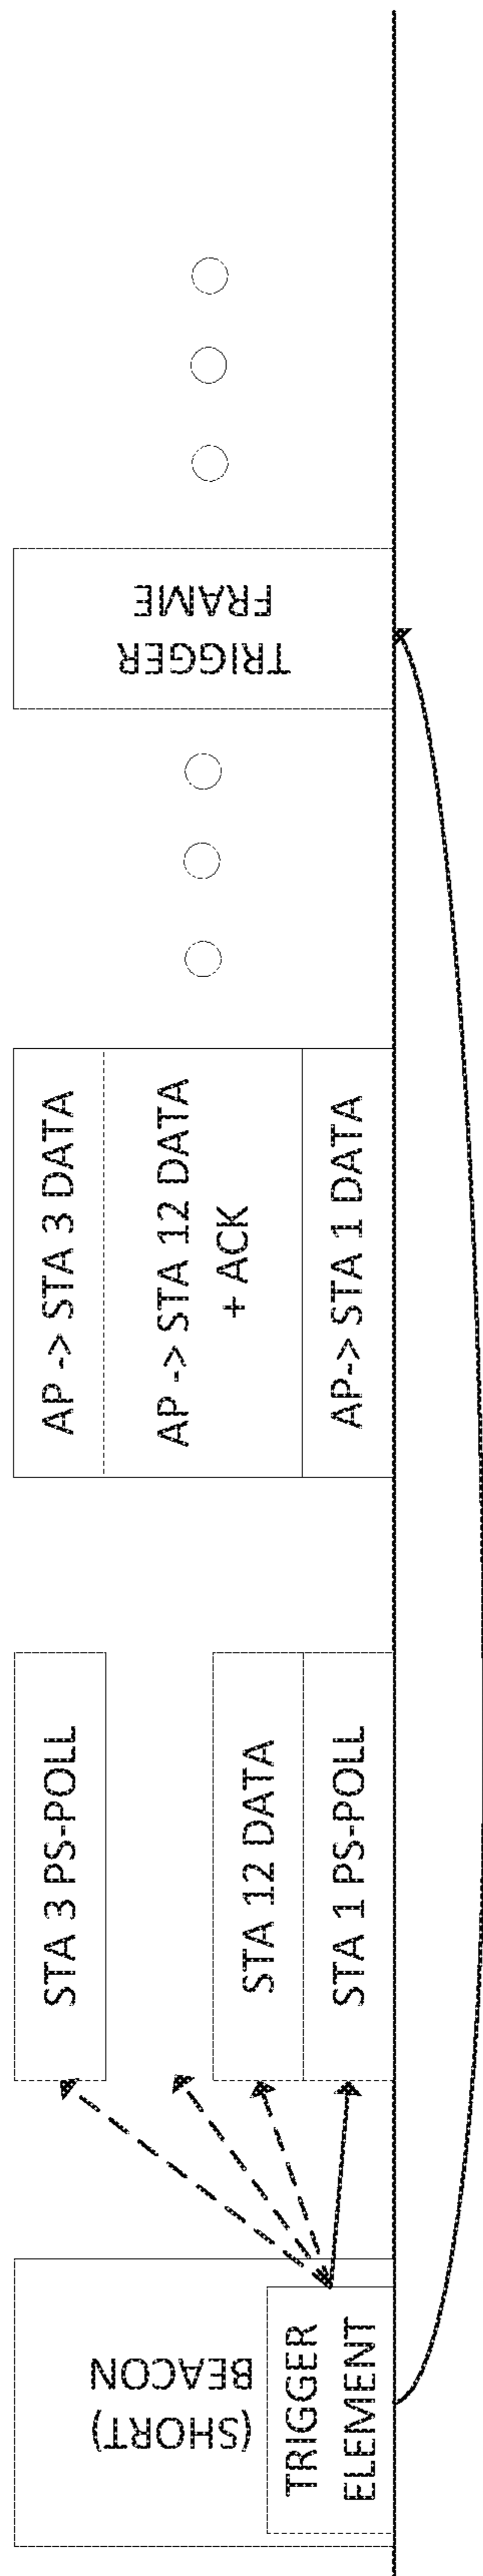 (SHORT)
BEACON
TRIGGER
ELEMENT
STA 3 PS-POLL
STA 12 DATA
STA 1 PS-POLL
AP -> STA 3 DATA
AP -> STA 12 DATA
+ ACK
AP-> STA 1 DATA
TRIGGER
FRAME